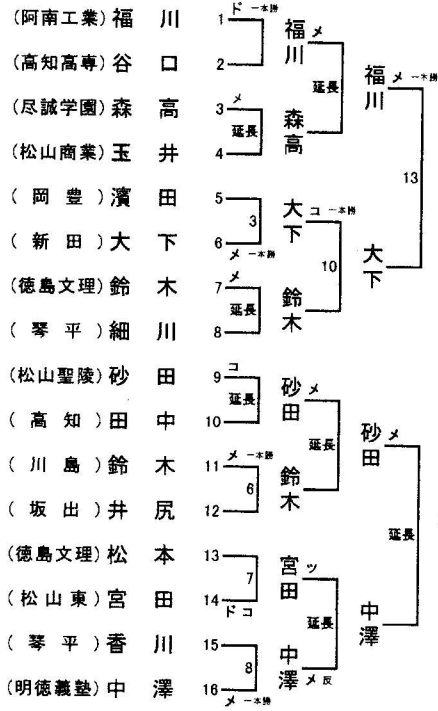 (阿南工業) 福川 1 ド 一本勝
(高知高専) 谷口 2
(尽誠学園) 森高 3 メ
延長
(松山商業) 玉井 4
(岡豊) 濱田 5
3
(新田) 大下 6
メ 一本勝
(徳島文理) 鈴木 7 メ
延長
(琴平) 細川 8
(松山聖陵) 砂田 9 コ
延長
(高知) 田中 10
(川島) 鈴木 11 メ 一本勝
6
(坂出) 井尻 12
(徳島文理) 松本 13
7
(松山東) 宮田 14
ド コ
(琴平) 香川 15
8
(明徳義塾) 中澤 16
メ 一本勝
福川 メ
延長
森高
大下 コ 一本勝
10
鈴木
砂田 メ
延長
鈴木
宮田 ツ
延長
中澤 メ 反
福川 メ 一本勝
13
大下
砂田 メ
延長
中澤